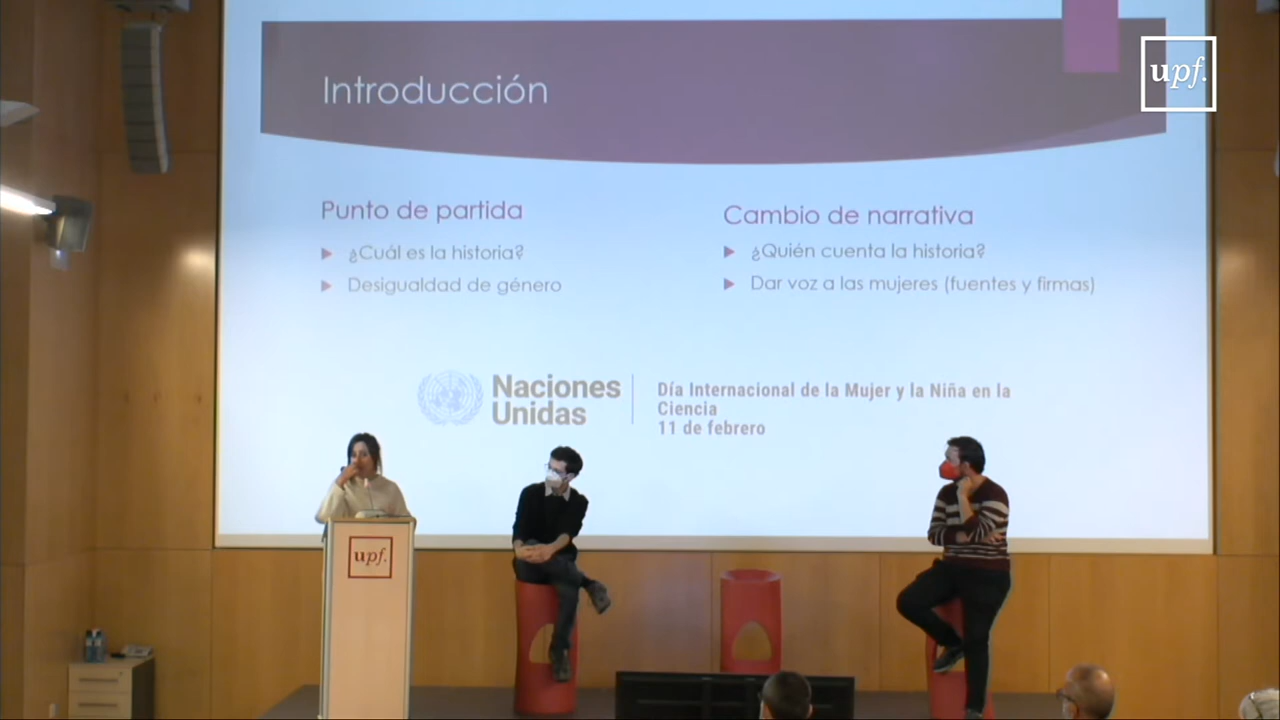 Introducción
upf.
Punto de partida
¿Cuál es la historia?
Desigualdad de género
Cambio de narrativa
¿Quién cuenta la historia?
Dar voz a las mujeres (fuentes y firmas)
Naciones
Unidas
Día Internacional de la Mujer y la Niña en la
Ciencia
11 de febrero
upf.